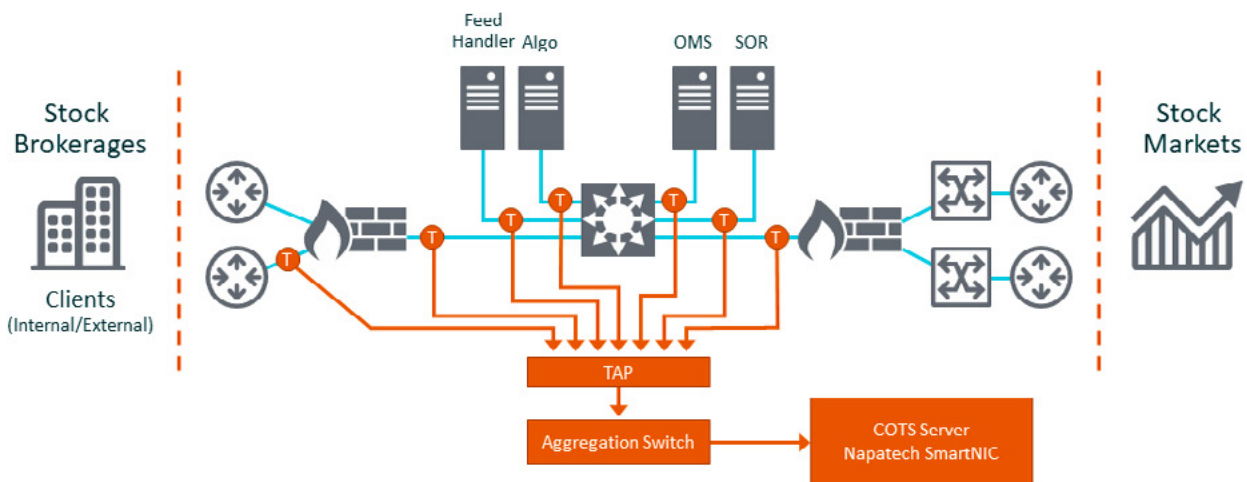 Feed
Handler
Algo
OMS
SOR
Stock
Brokerages
Stock
Markets
T
T
T
T
T
T
T
Clients
(Internal/External)
TAP
Aggregation Switch
COTS Server
Napatech SmartNIC